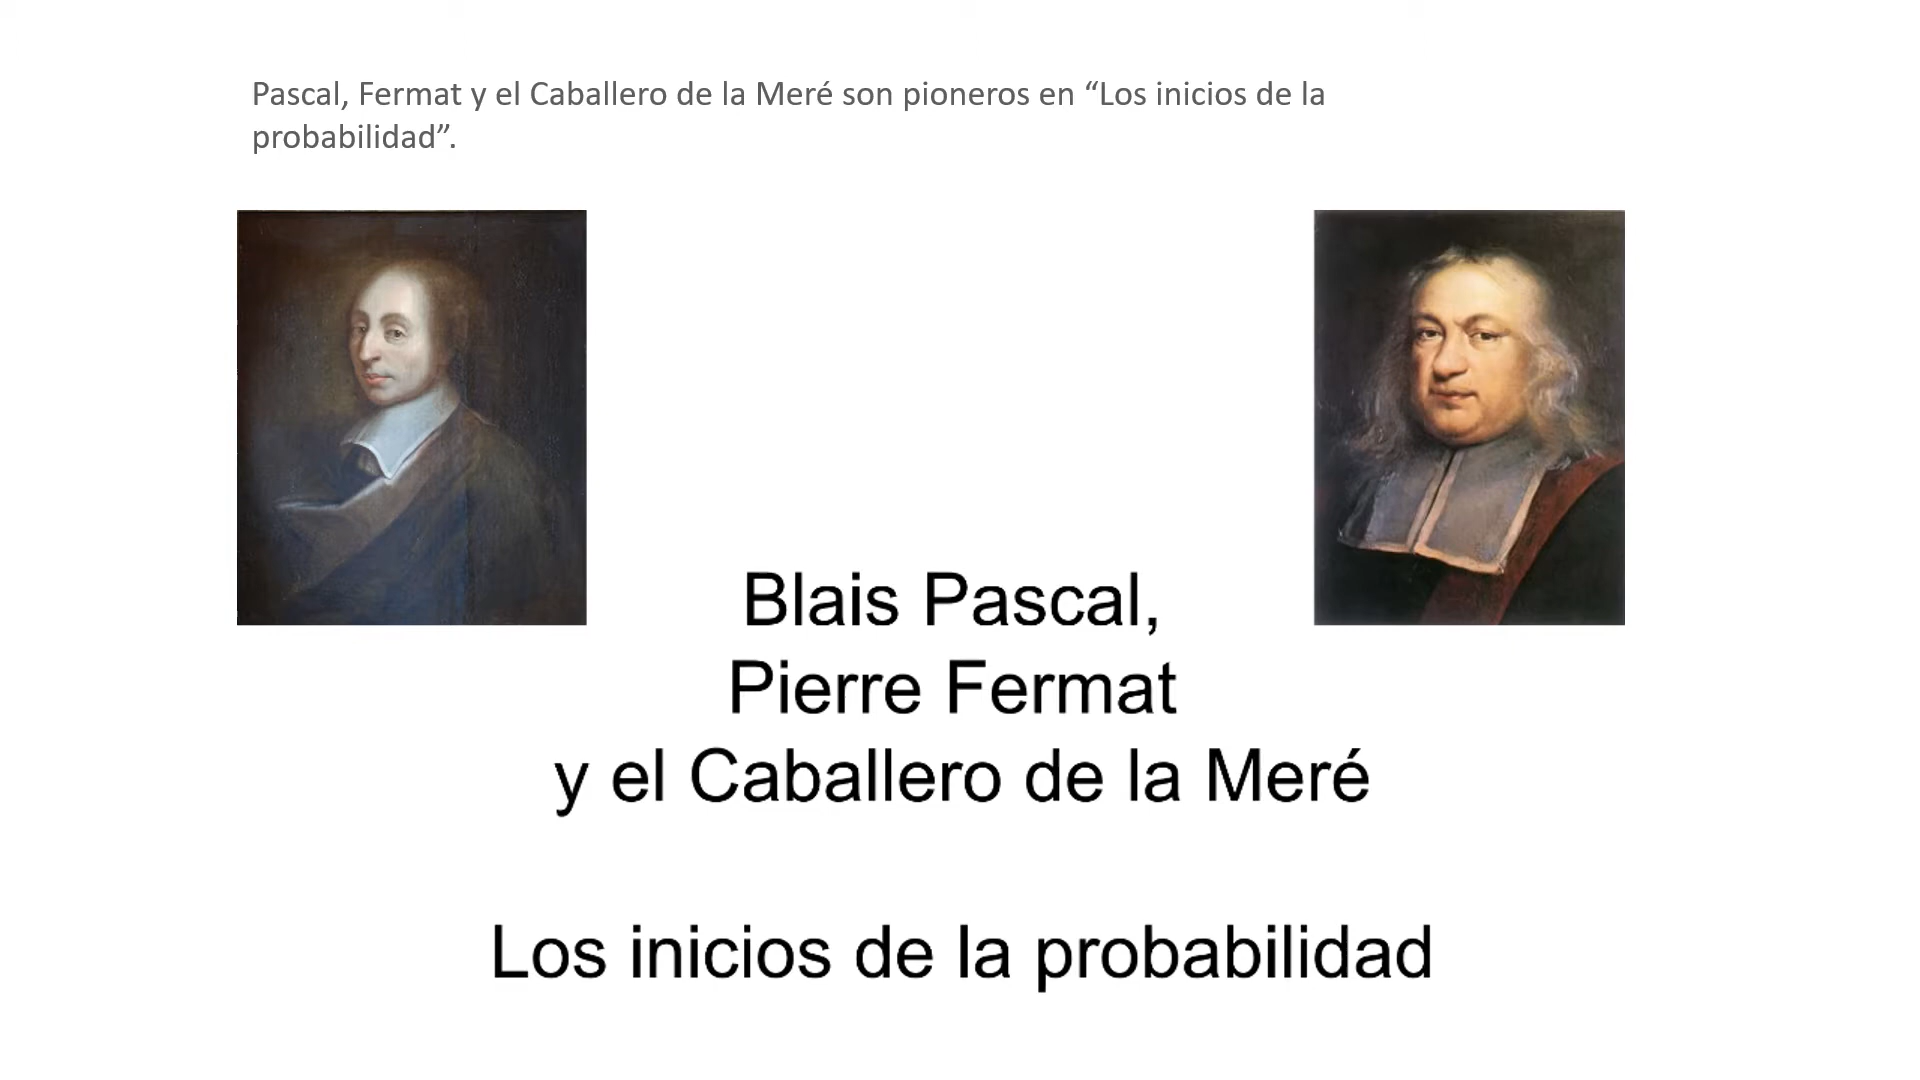 Pascal, Fermat y el Caballero de la Meré son pioneros en “Los inicios de la
probabilidad”.
Blais Pascal,
Pierre Fermat
y el Caballero de la Meré
Los inicios de la probabilidad